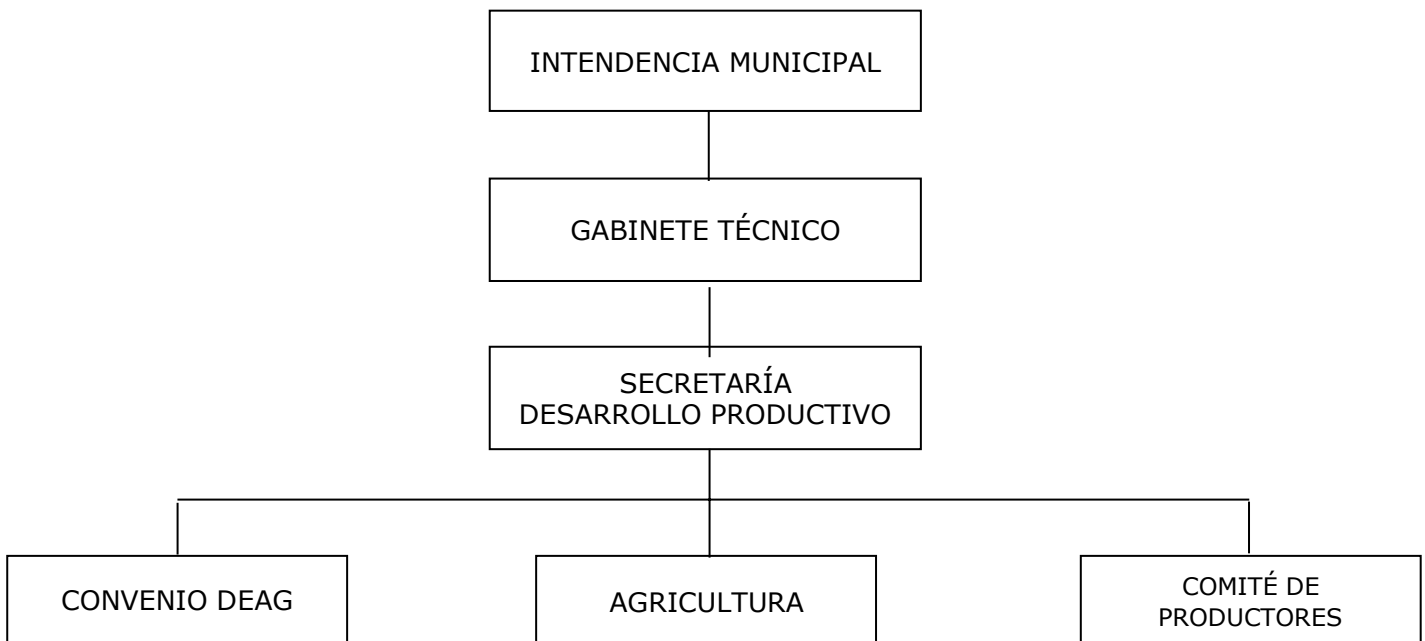 INTENDENCIA MUNICIPAL
GABINETE TÉCNICO
SECRETARÍA
DESARROLLO PRODUCTIVO
CONVENIO DEAG
AGRICULTURA
COMITÉ DE
PRODUCTORES